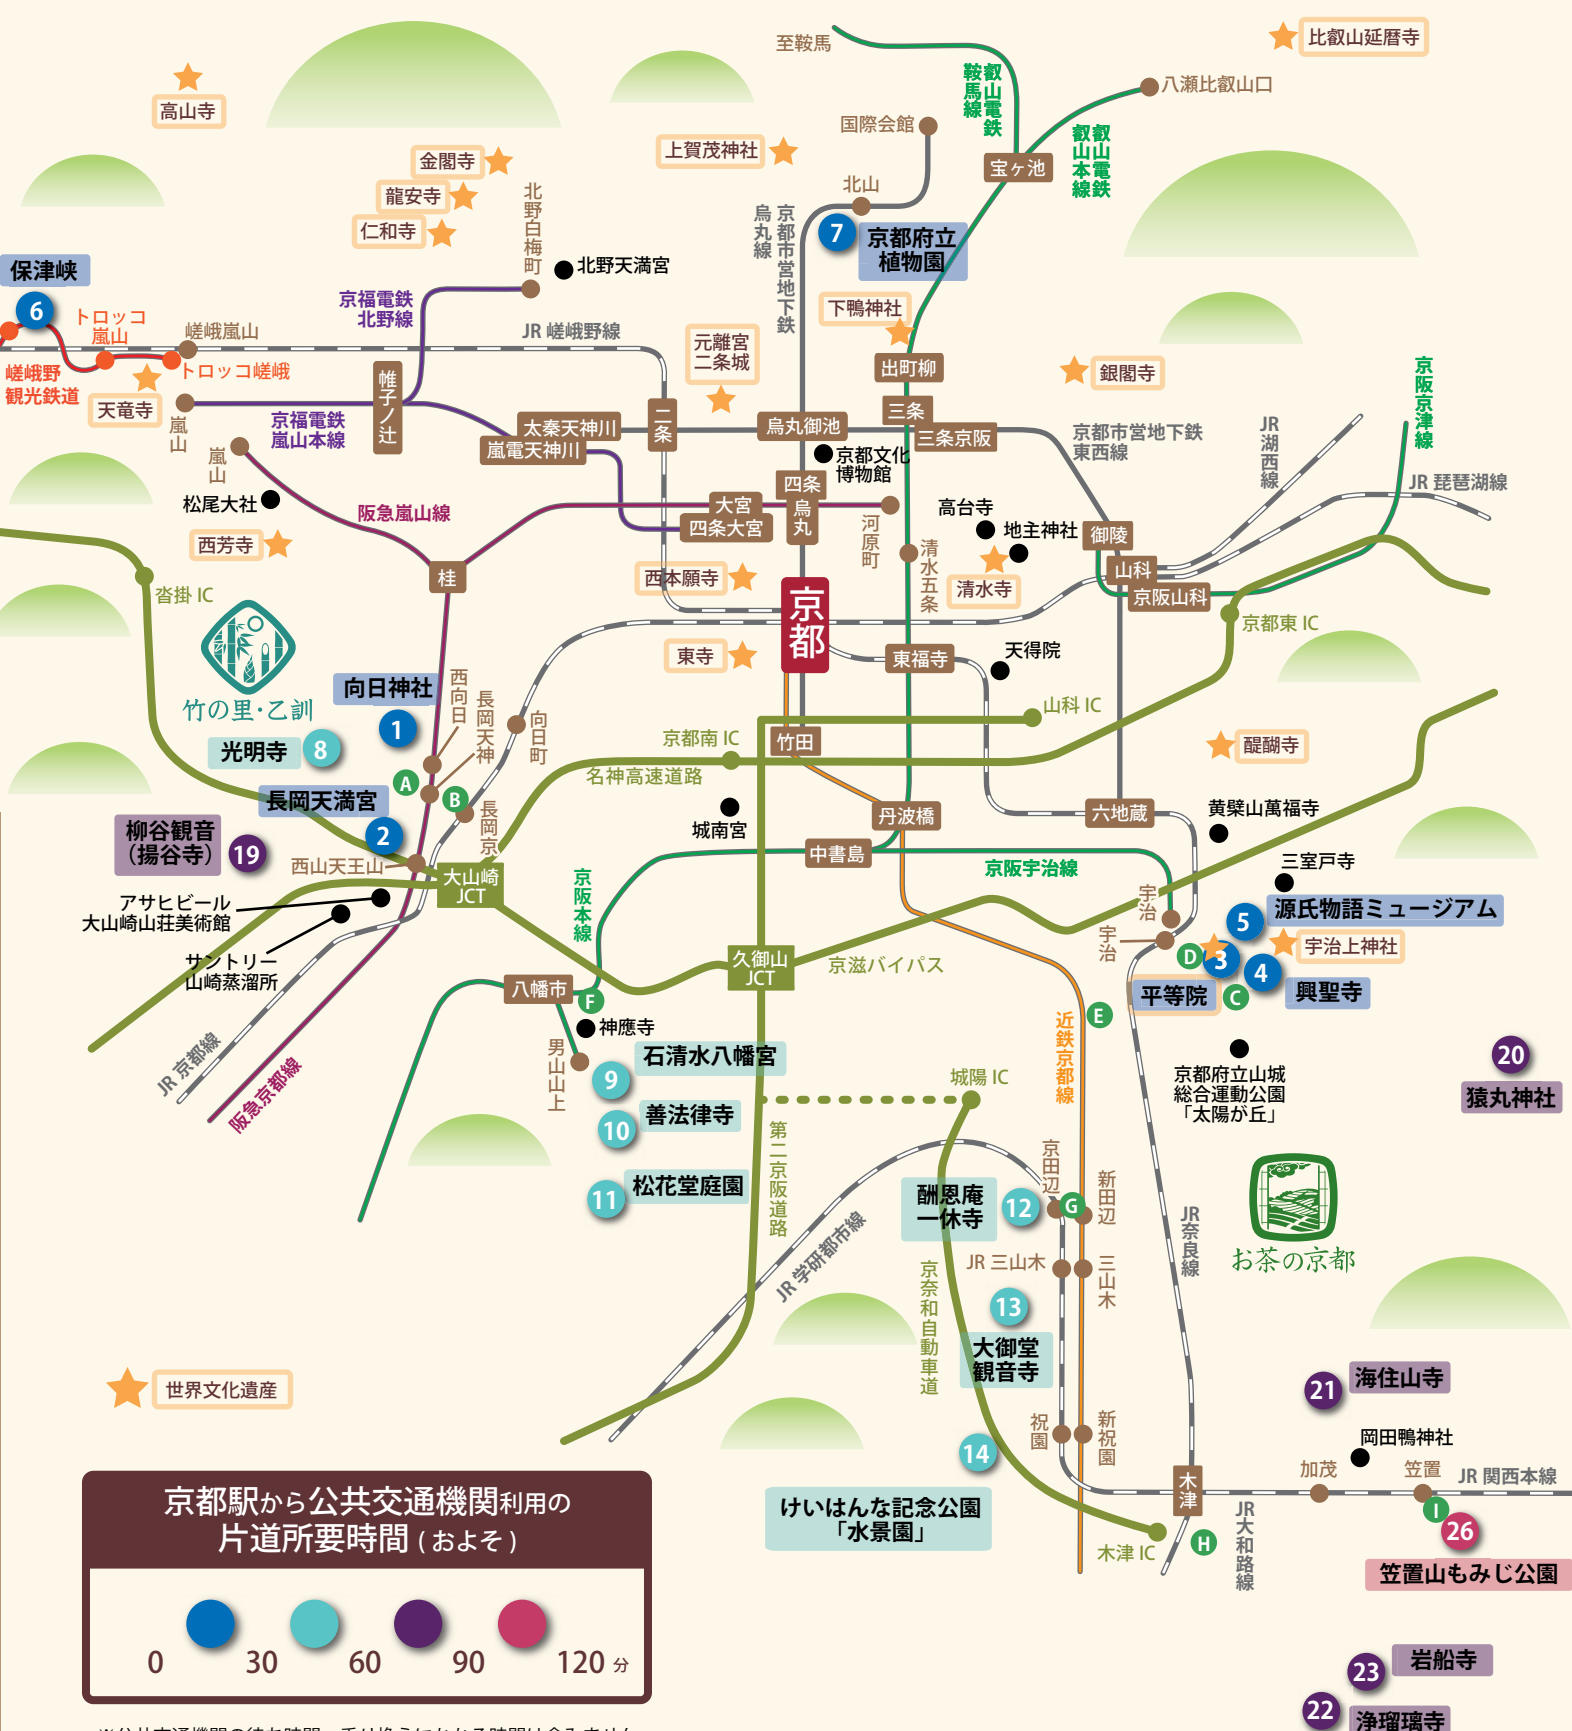 至鞍馬
比叡山延暦寺
叡山電鉄
鞍馬線
八瀬比叡山口
高山寺
国際会館
叡山電鉄
叡山本線
上賀茂神社
金閣寺
宝ヶ池
龍安寺
北野白梅町
北山
仁和寺
京都市営地下鉄
烏丸線
7
京都府立
植物園
保津峡
北野天満宮
6
京福電鉄
北野線
下鴨神社
トロッコ
嵐山
嵯峨嵐山
JR 嵯峨野線
元離宮
二条城
嵯峨野
観光鉄道
トロッコ嵯峨
帷子ノ辻
出町柳
銀閣寺
京阪京津線
天竜寺
嵐山
京福電鉄
嵐山本線
太秦天神川
嵐電天神川
二条
烏丸御池
三条
三条京阪
京都市営地下鉄
東西線
JR湖西線
嵐山
京都文化
博物館
松尾大社
阪急嵐山線
大宮
四条大宮
四条
烏丸
河原町
高台寺
地主神社
JR 琵琶湖線
西芳寺
御陵
清水五条
山科
桂
西本願寺
清水寺
京阪山科
沓掛 IC
京都
京都東 IC
東寺
東福寺
天得院
竹の里・乙訓
向日神社
西向日
長岡天神
1
向日町
山科 IC
光明寺
8
京都南 IC
竹田
醍醐寺
名神高速道路
A
B
長岡天満宮
長岡京
城南宮
丹波橋
六地蔵
黄檗山萬福寺
柳谷観音
（揚谷寺）
19
2
西山天王山
大山崎
JCT
中書島
京阪宇治線
三室戸寺
アサヒビール
大山崎山荘美術館
京阪本線
宇治
5
源氏物語ミュージアム
サントリー
山崎蒸溜所
宇治
D
3
宇治上神社
久御山
JCT
京滋バイパス
4
八幡市
F
平等院
C
興聖寺
神應寺
近鉄京都線
E
JR 京都線
阪急京都線
男山山上
石清水八幡宮
9
城陽 IC
京都府立山城
総合運動公園
「太陽が丘」
20
猿丸神社
善法律寺
10
第二京阪道路
京田辺
松花堂庭園
11
酬恩庵
一休寺
12
G
新田辺
JR奈良線
お茶の京都
JR 学研都市線
京奈和自動車道
JR 三山木
三山木
13
大御堂
観音寺
世界文化遺産
21
海住山寺
祝園
新祝園
14
岡田鴨神社
加茂
笠置
JR 関西本線
木津
けいはんな記念公園
「水景園」
I
26
木津 IC
H
JR大和路線
笠置山もみじ公園
京都駅から公共交通機関利用の
片道所要時間 ( およそ )
0 30 60 90 120 分
23
岩船寺
22
浄瑠璃寺